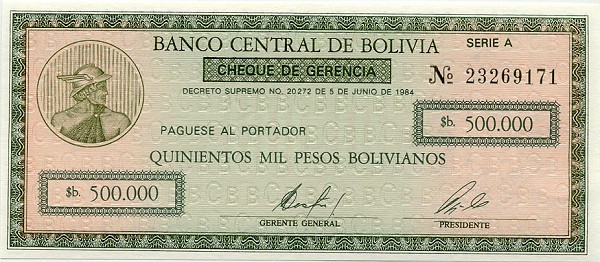 BANCO CENTRAL DE BOLIVIA
SERIE A
CHEQUE DE GERENCIA
№ 23269171
DECRETO SUPREMO NO. 20272 DE 5 DE JUNIO DE 1984
PAGUESE AL PORTADOR
$b. 500.000
QUINIENTOS MIL PESOS BOLIVIANOS
$b. 500.000
GERENTE GENERAL
PRESIDENTE